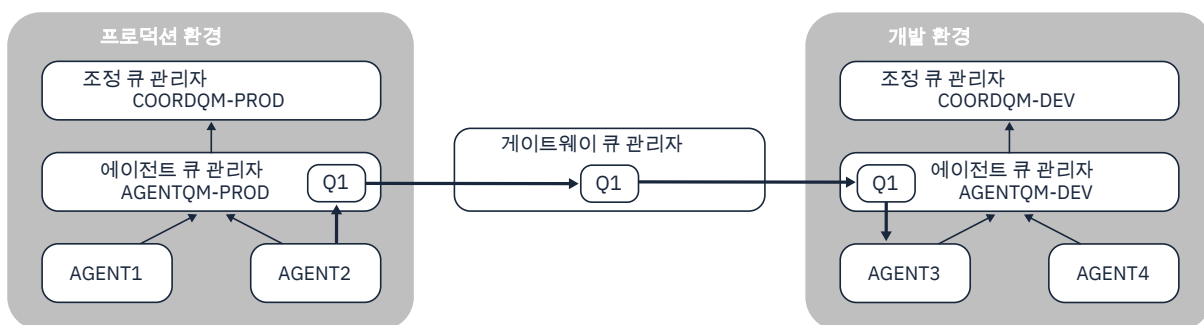 프로덕션 환경
조정 큐 관리자
COORDQM-PROD
에이전트 큐 관리자
AGENTQM-PROD
Q1
AGENT1
AGENT2
게이트웨이 큐 관리자
Q1
개발 환경
조정 큐 관리자
COORDQM-DEV
Q1
에이전트 큐 관리자
AGENTQM-DEV
AGENT3
AGENT4